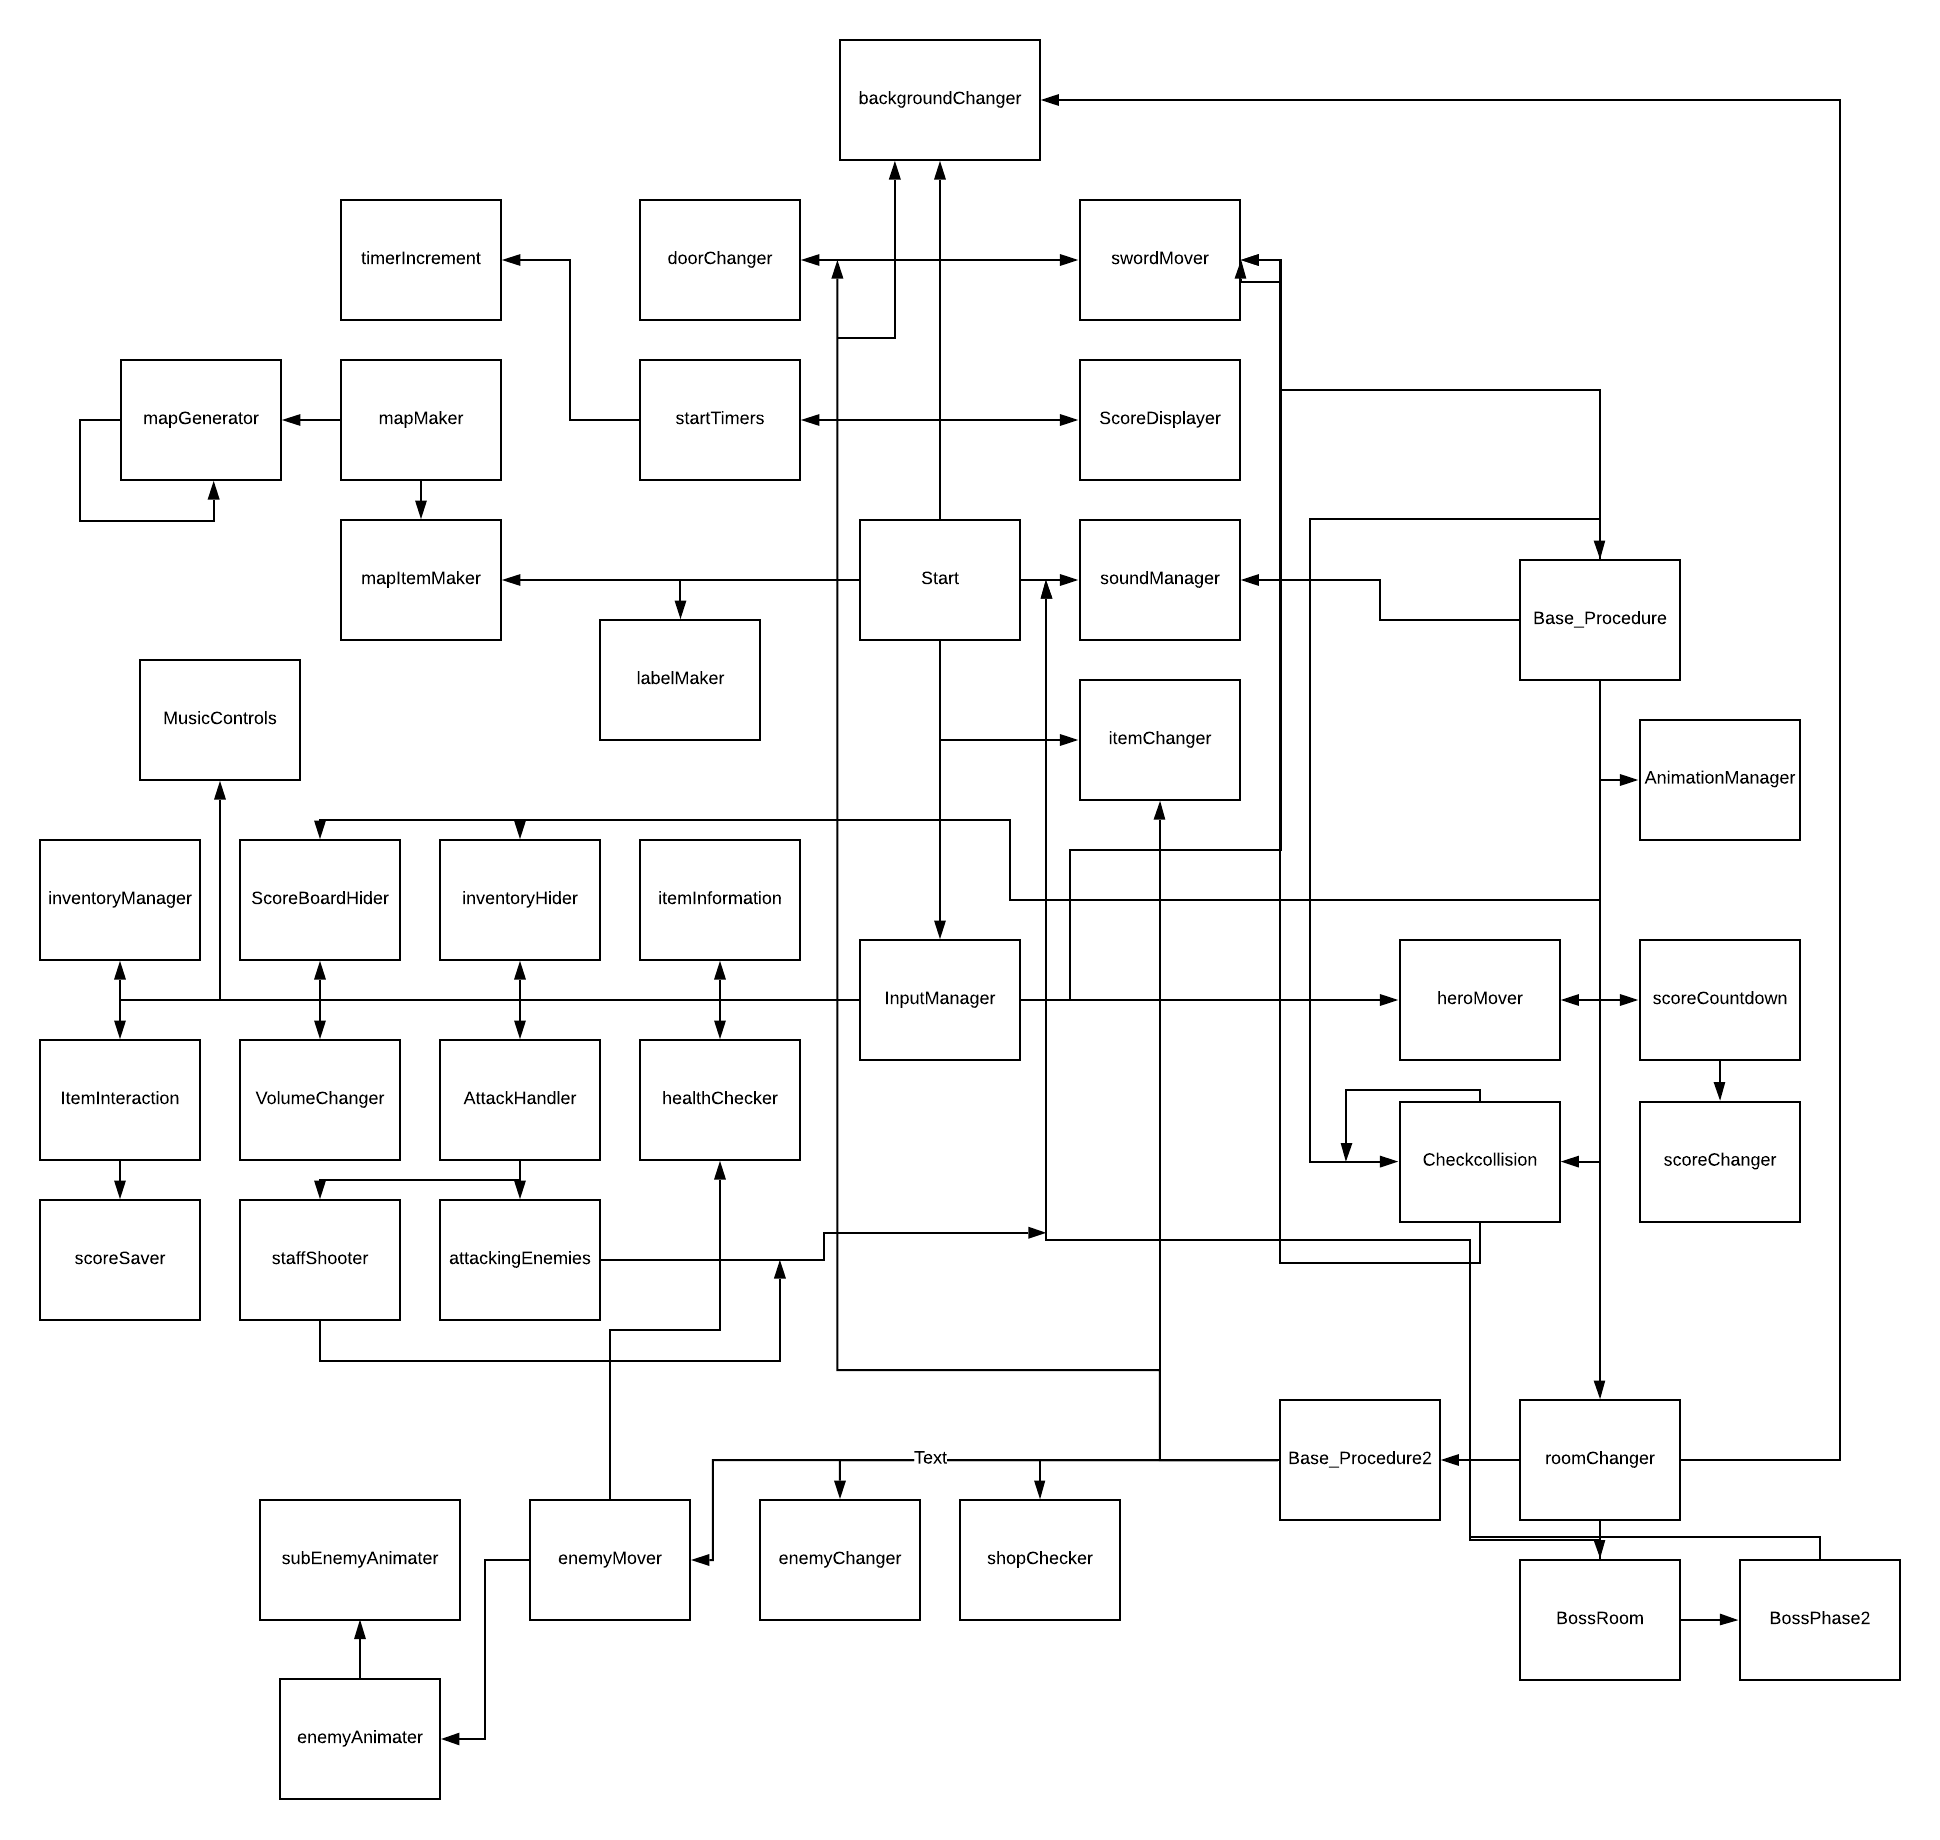 backgroundChanger
timerIncrement
doorChanger
swordMover
mapGenerator
mapMaker
startTimers
ScoreDisplayer
mapItemMaker
Start
soundManager
Base_Procedure
labelMaker
MusicControls
itemChanger
AnimationManager
inventoryManager
ScoreBoardHider
inventoryHider
itemInformation
InputManager
heroMover
scoreCountdown
ItemInteraction
VolumeChanger
AttackHandler
healthChecker
Checkcollision
scoreChanger
scoreSaver
staffShooter
attackingEnemies
Text
Base_Procedure2
roomChanger
subEnemyAnimater
enemyMover
enemyChanger
shopChecker
BossRoom
BossPhase2
enemyAnimater